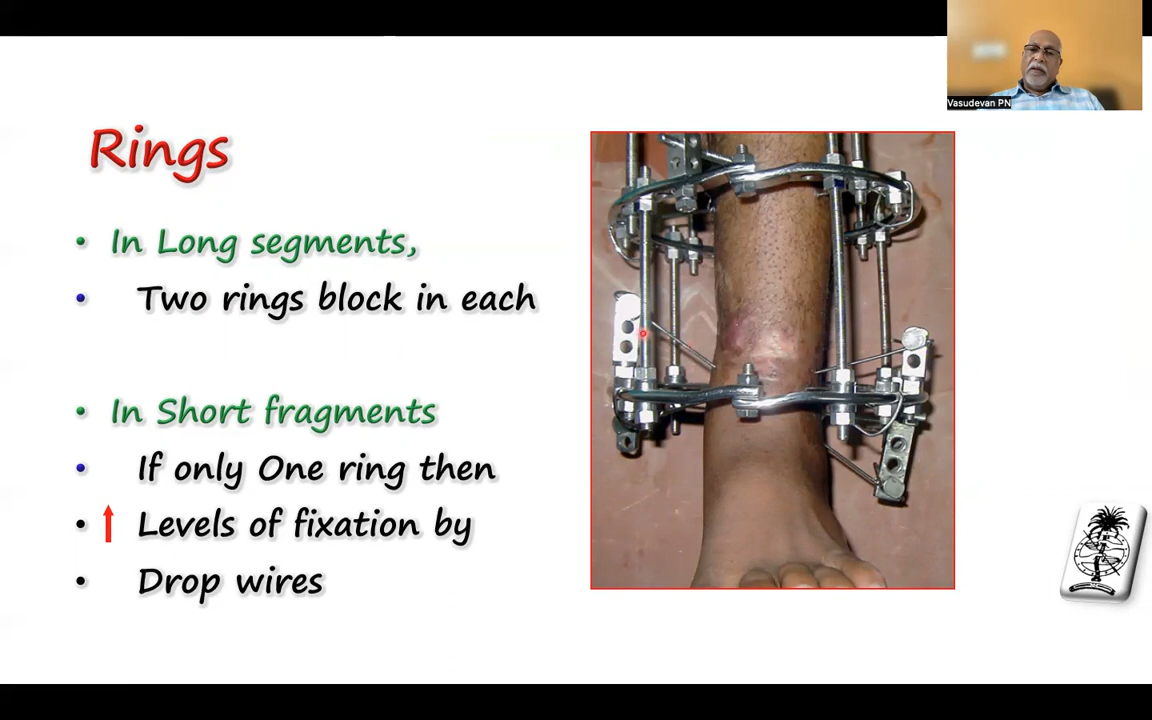 Vasudevan PN
Rings
In Long segments,
Two rings block in each
In Short fragments
If only One ring then
Levels of fixation by
Drop wires